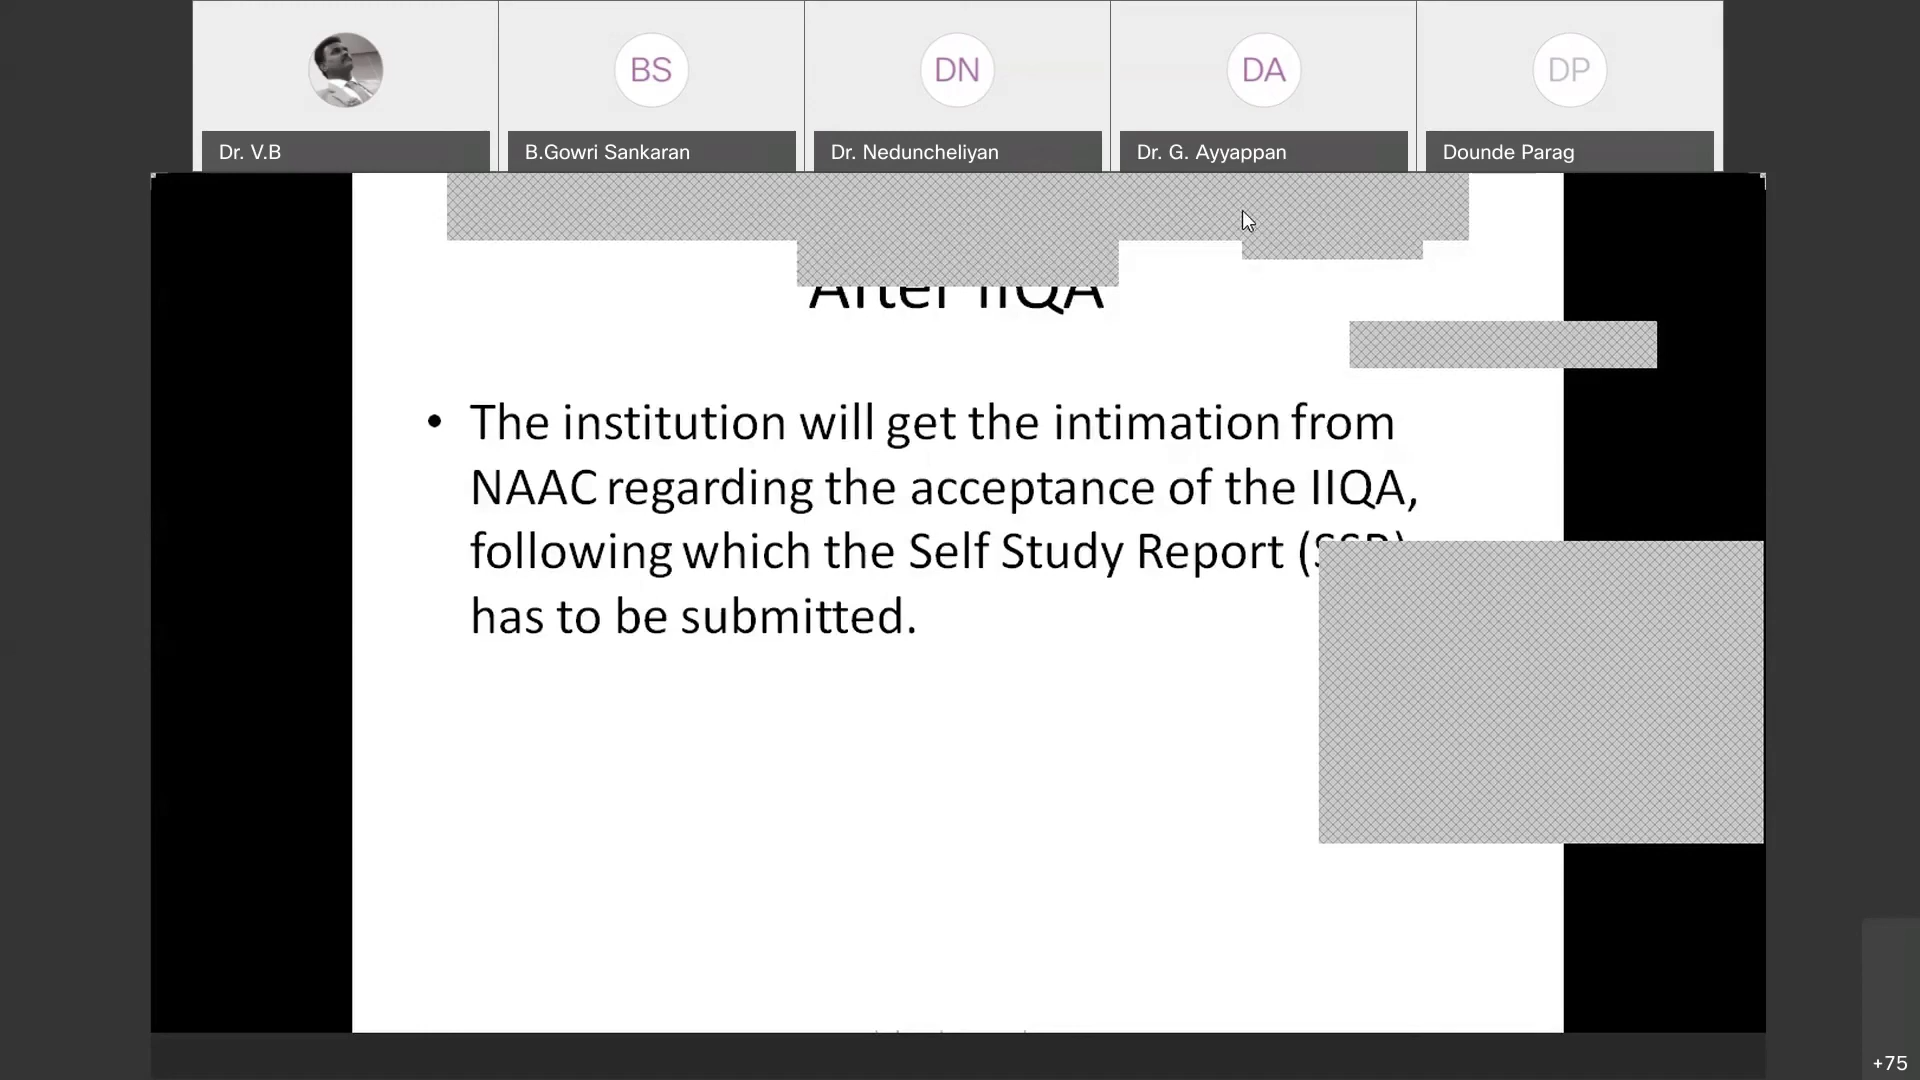 BS
DN
DA
DP
Dr. V.B
B.Gowri Sankaran
Dr. Neduncheliyan
Dr. G. Ayyappan
Dounde Parag
After IIQA
The institution will get the intimation from
NAAC regarding the acceptance of the IIQA,
following which the Self Study Report (SSR)
has to be submitted.
+75